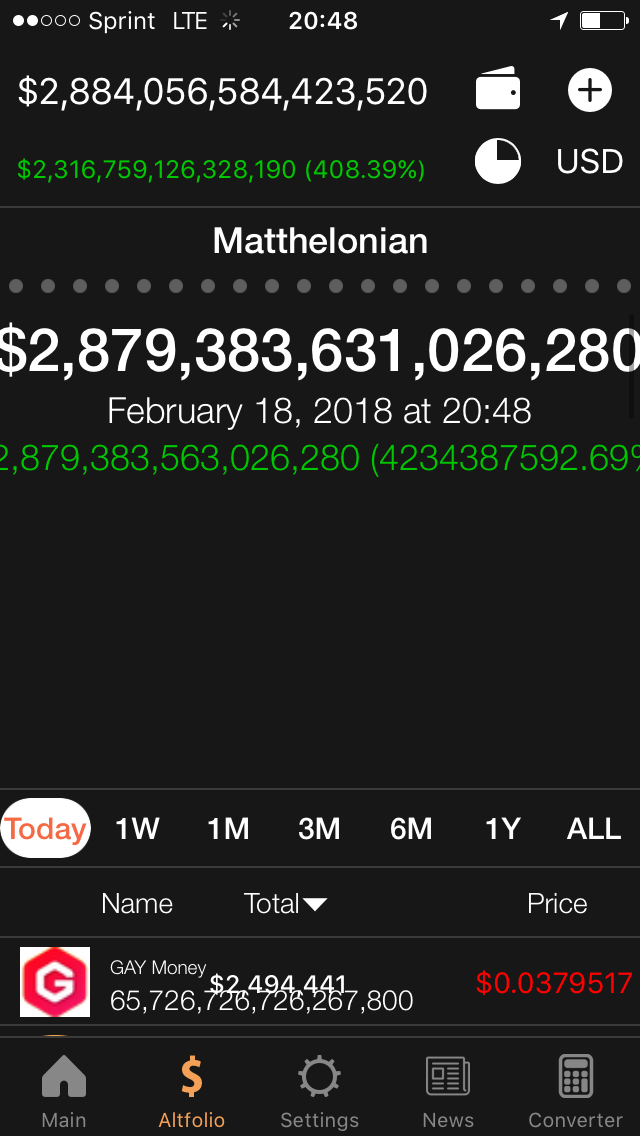 Sprint LTE 20:48
$2,884,056,584,423,520
$2,316,759,126,328,190 (408.39%)
USD
Matthelonian
$2,879,383,631,026,280
February 18, 2018 at 20:48
2,879,383,563,026,280 (4234387592.69%
Today 1W 1M 3M 6M 1Y ALL
Name Total Price
GAY Money
$2,494,441
$0.0379517
65,726,726,726,267,800
Main Altfolio Settings News Converter